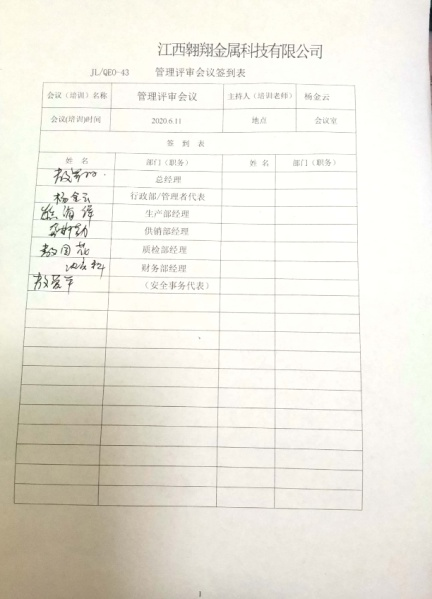 江西翱翔金属科技有限公司
JL/QEO-43 管理评审会议签到表
会议（培训）名称 管理评审会议 主持人（培训老师） 杨金云
会议(培训)时间 2020.6.11 地点 会议室
签 到 表
姓 名 部门（职务） 姓 名 部门（职务）
总经理
杨金云 行政部/管理者代表
生产部经理
供销部经理
敖国花 质检部经理
财务部经理
敖爱军 （安全事务代表）
1